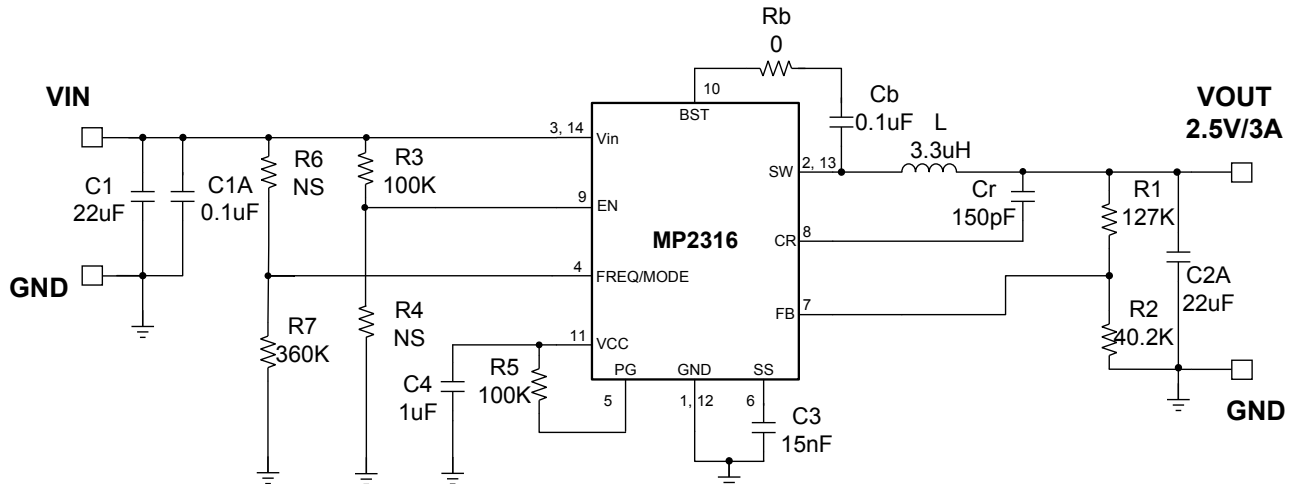 Rb
0
VIN
10
BST
Cb
0.1uF
L
3.3uH
VOUT
2.5V/3A
3, 14
Vin
R6
NS
R3
100K
SW
2, 13
C1
22uF
C1A
0.1uF
Cr
150pF
R1
127K
9
EN
MP2316
CR
8
GND
4
FREQ/MODE
C2A
22uF
R7
360K
R4
NS
FB
7
R2
40.2K
11
VCC
R5
100K
PG
GND
SS
C4
1uF
5
1, 12
6
C3
15nF
GND